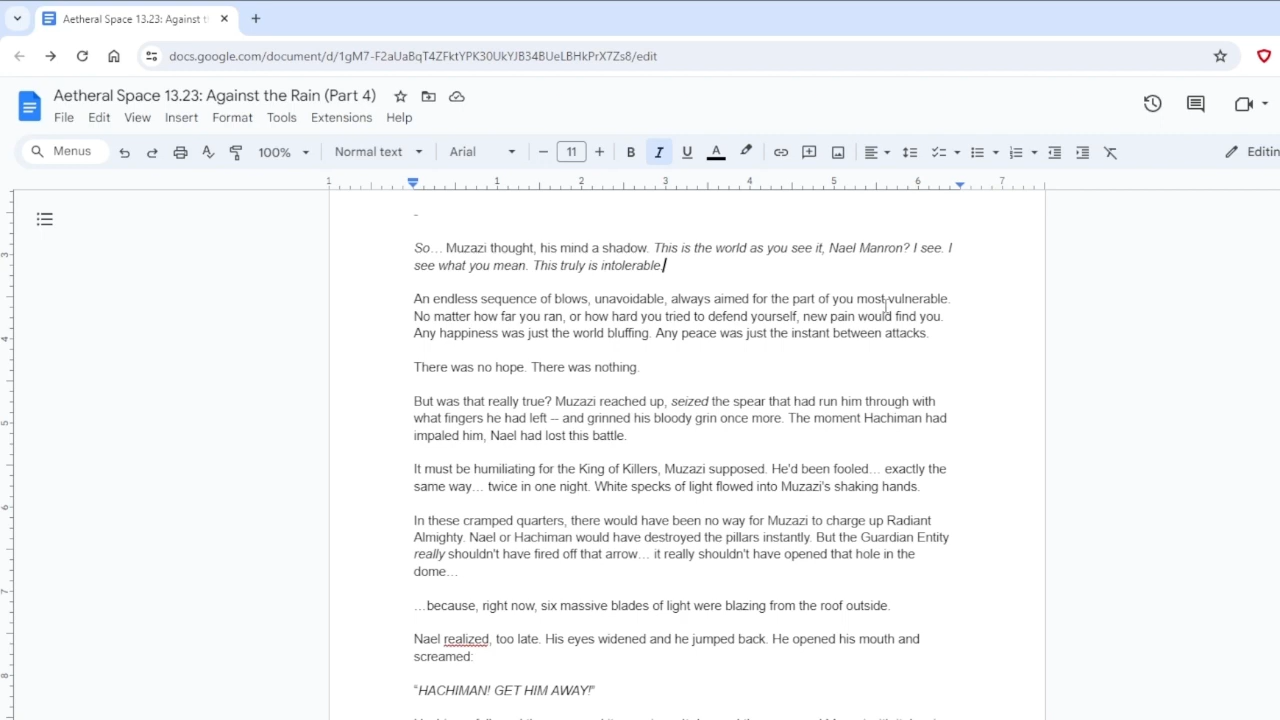 Aetheral Space 13.23: Against t
docs.google.com/document/d/1gM7-F2aUaBqT4ZFktYPK30UkYJB34BUeLBHkPrX7Zs8/edit
Aetheral Space 13.23: Against the Rain (Part 4)
File Edit View Insert Format Tools Extensions Help
Menus 100% Normal text Arial 11 B I U A Editin
1 1 2 3 4 5 6 7
-
So… Muzazi thought, his mind a shadow. This is the world as you see it, Nael Manron? I see. I
see what you mean. This truly is intolerable.
3
An endless sequence of blows, unavoidable, always aimed for the part of you most vulnerable.
No matter how far you ran, or how hard you tried to defend yourself, new pain would find you.
Any happiness was just the world bluffing. Any peace was just the instant between attacks.
4
There was no hope. There was nothing.
But was that really true? Muzazi reached up, seized the spear that had run him through with
what fingers he had left -- and grinned his bloody grin once more. The moment Hachiman had
5
impaled him, Nael had lost this battle.
It must be humiliating for the King of Killers, Muzazi supposed. He'd been fooled… exactly the
same way… twice in one night. White specks of light flowed into Muzazi's shaking hands.
6
In these cramped quarters, there would have been no way for Muzazi to charge up Radiant
Almighty. Nael or Hachiman would have destroyed the pillars instantly. But the Guardian Entity
really shouldn't have fired off that arrow… it really shouldn't have opened that hole in the
dome…
7
…because, right now, six massive blades of light were blazing from the roof outside.
Nael realized, too late. His eyes widened and he jumped back. He opened his mouth and
screamed:
8
“HACHIMAN! GET HIM AWAY!”